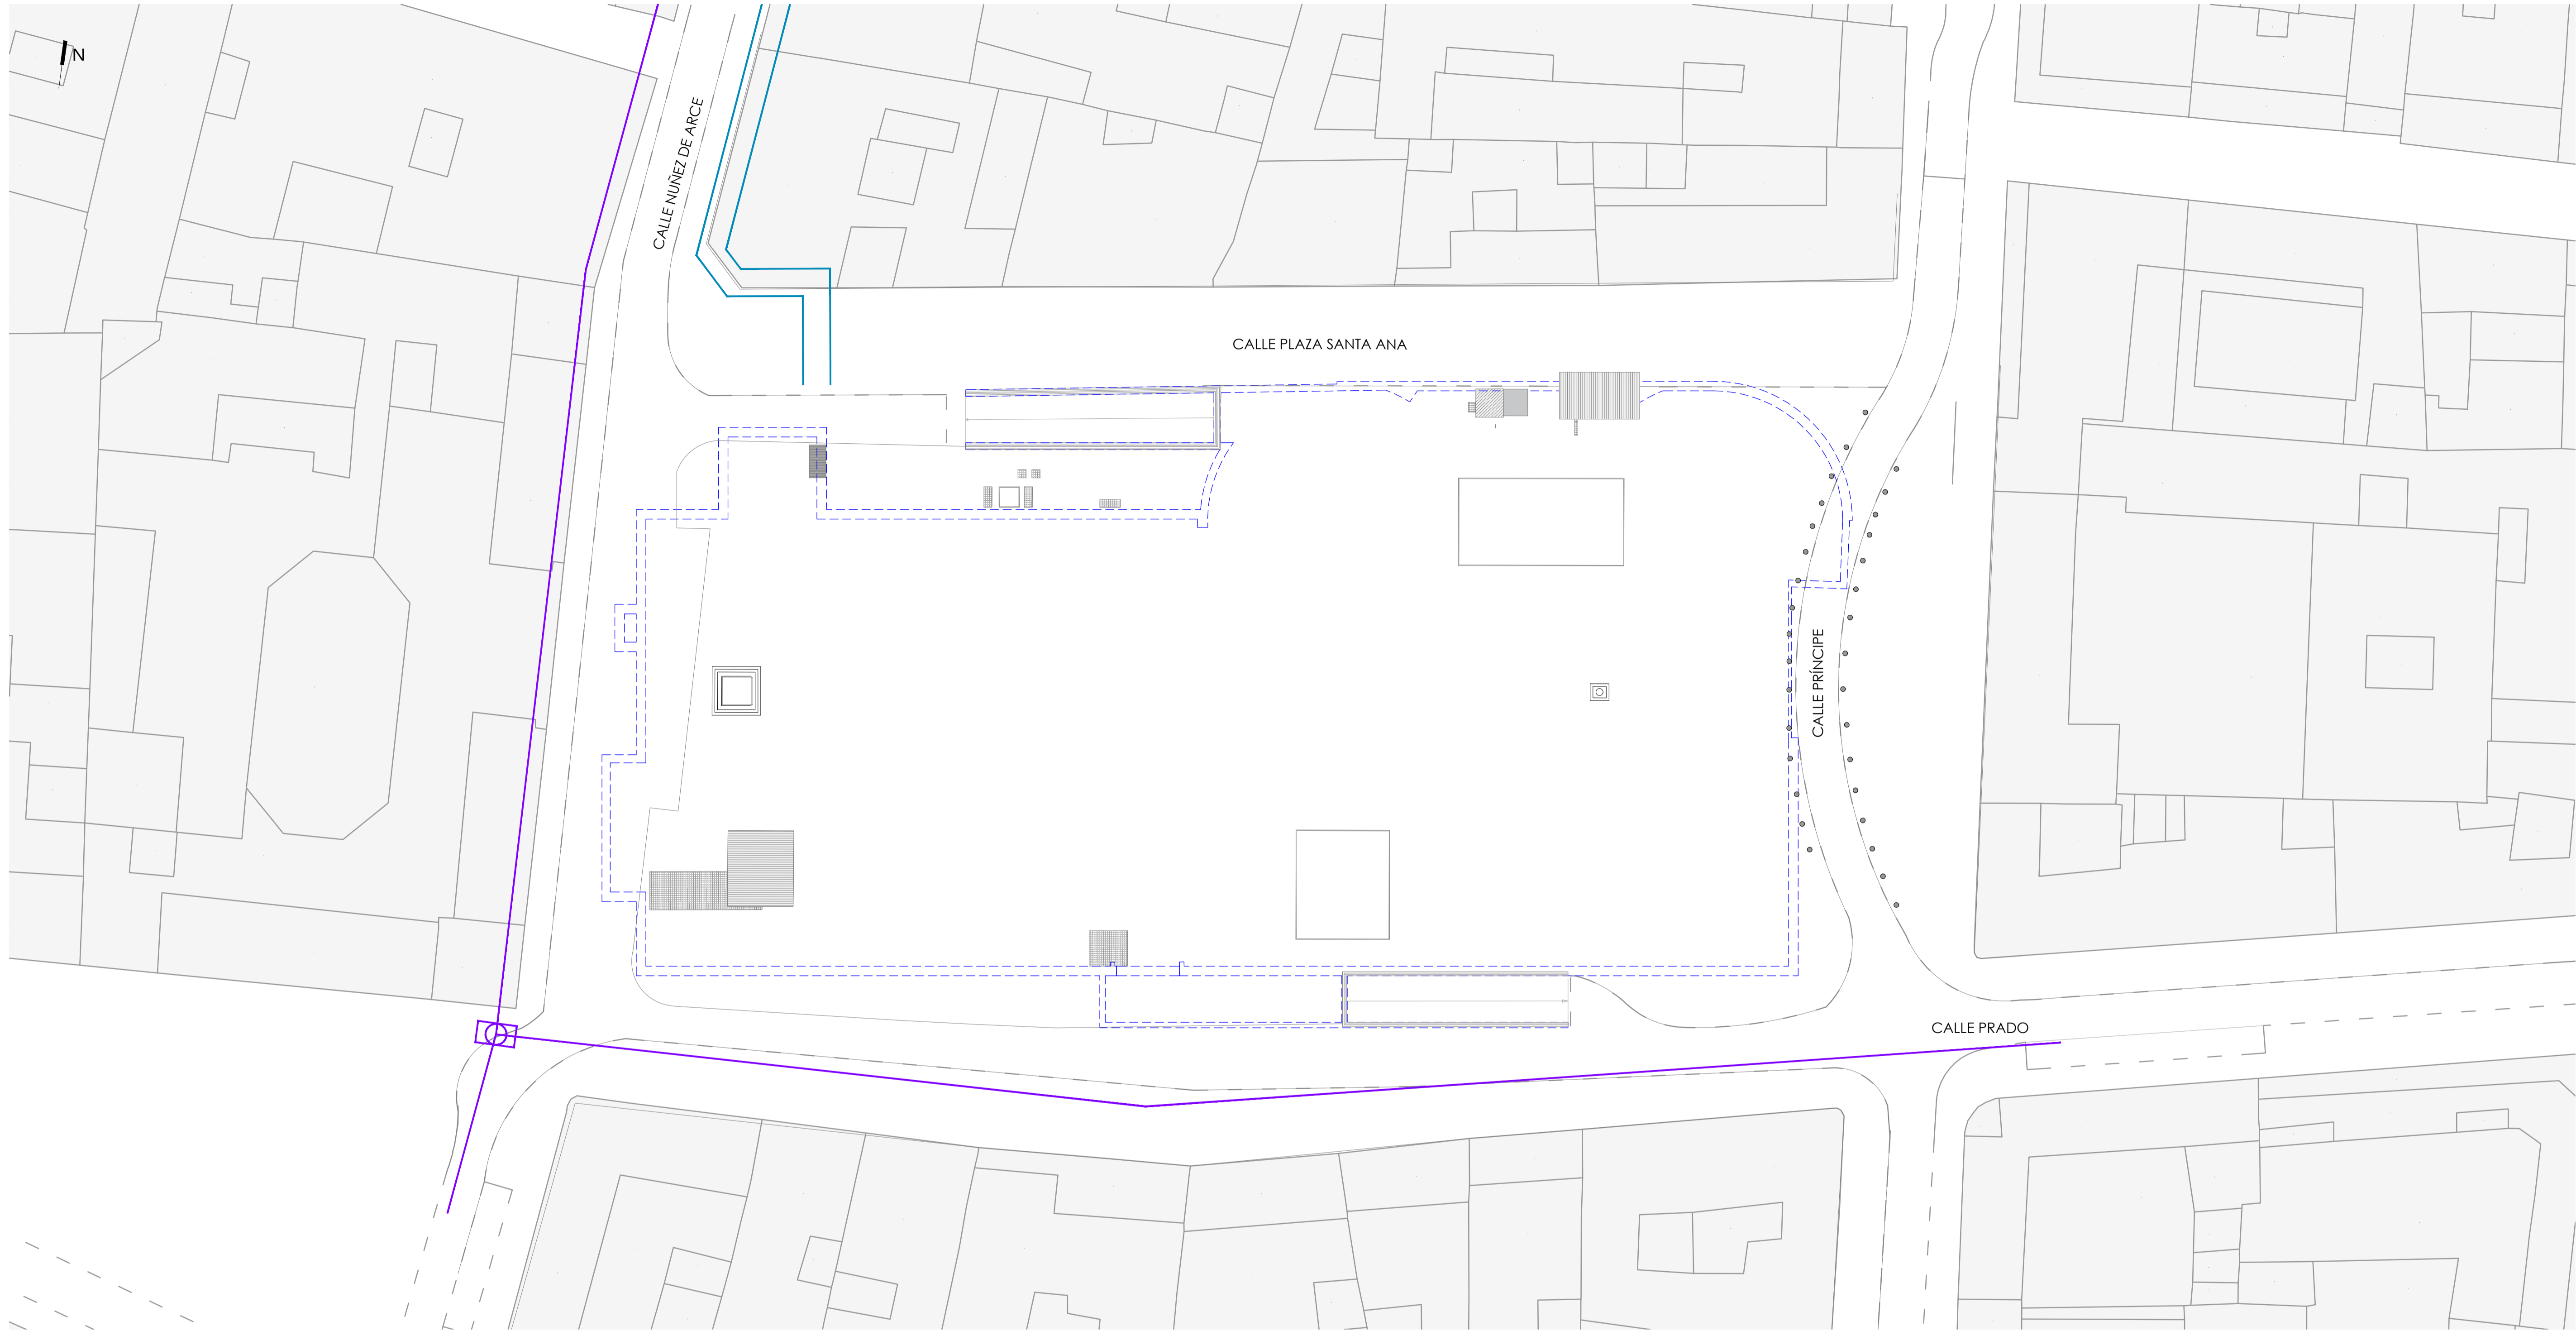 N
CALLE NUÑEZ DE ARCE
CALLE PLAZA SANTA ANA
CALLE PRÍNCIPE
CALLE PRADO